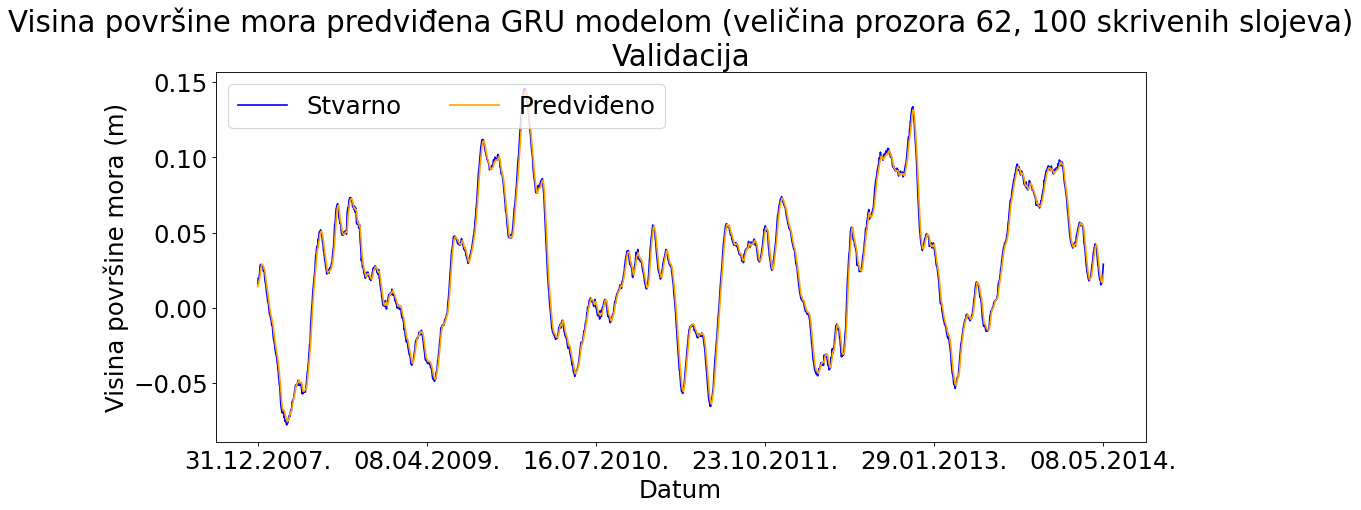 Visina površine mora predviđena GRU modelom (veličina prozora 62, 100 skrivenih slojeva)
Validacija
Stvarno Predviđeno
Visina površine mora (m)
0.15
0.10
0.05
0.00
−0.05
31.12.2007. 08.04.2009. 16.07.2010. 23.10.2011. 29.01.2013. 08.05.2014.
Datum